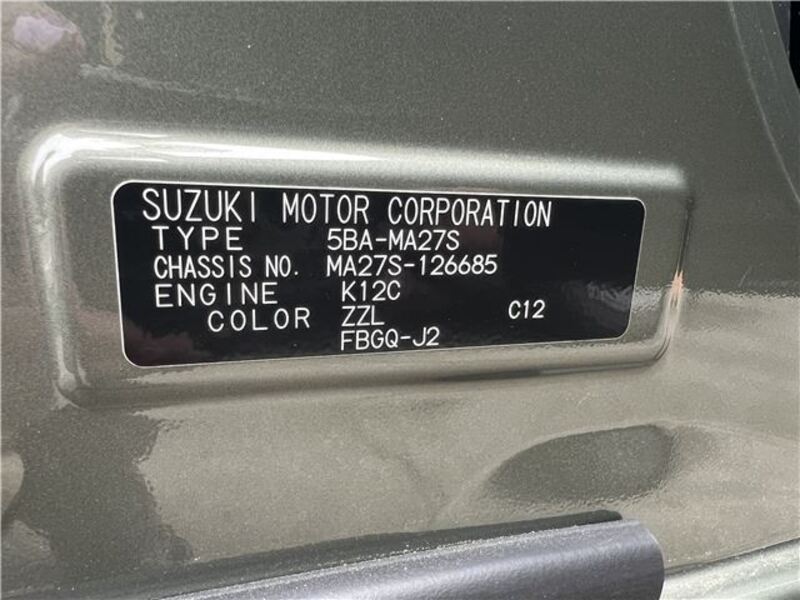 SUZUKI MOTOR CORPORATION
TYPE 5BA-MA27S
CHASSIS NO. MA27S-126685
ENGINE K12C
COLOR ZZL C12
FBGQ-J2